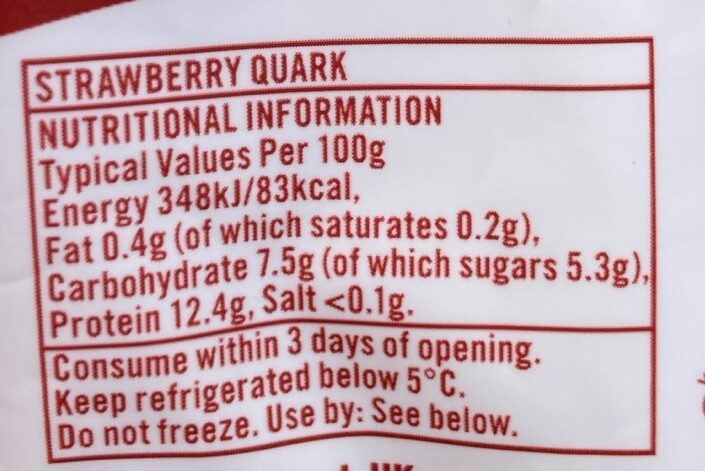 STRAWBERRY QUARK
NUTRITIONAL INFORMATION
Typical Values Per 100g
Energy 348kJ/83kcal,
Fat 0.4g (of which saturates 0.2g),
Carbohydrate 7.5g (of which sugars 5.3g),
Protein 12.4g, Salt <0.1g.
Consume within 3 days of opening.
Keep refrigerated below 5°C.
Do not freeze. Use by: See below.